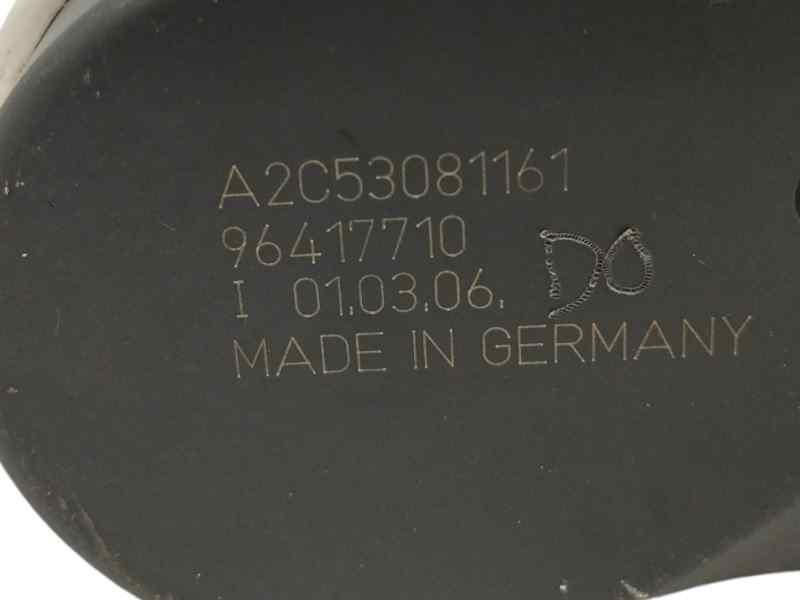 A2C53081161
96417710
I 01.03.06. DO
MADE IN GERMANY